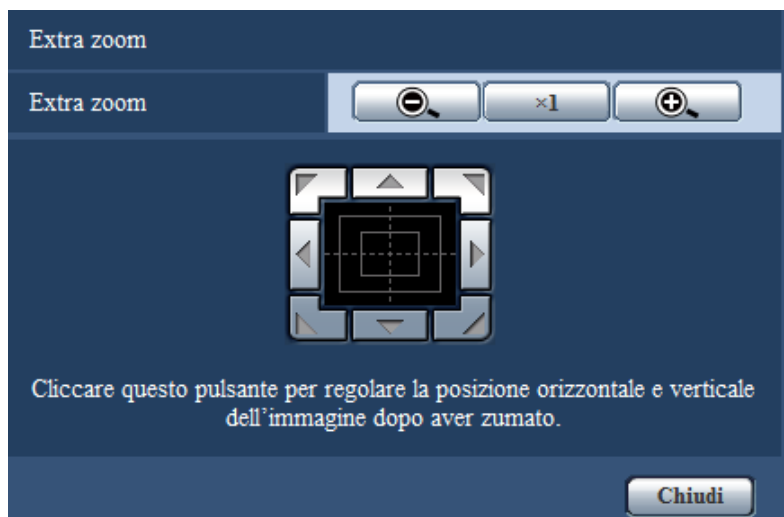 Extra zoom
Extra zoom
×1
Cliccare questo pulsante per regolare la posizione orizzontale e verticale
dell'immagine dopo aver zumato.
Chiudi